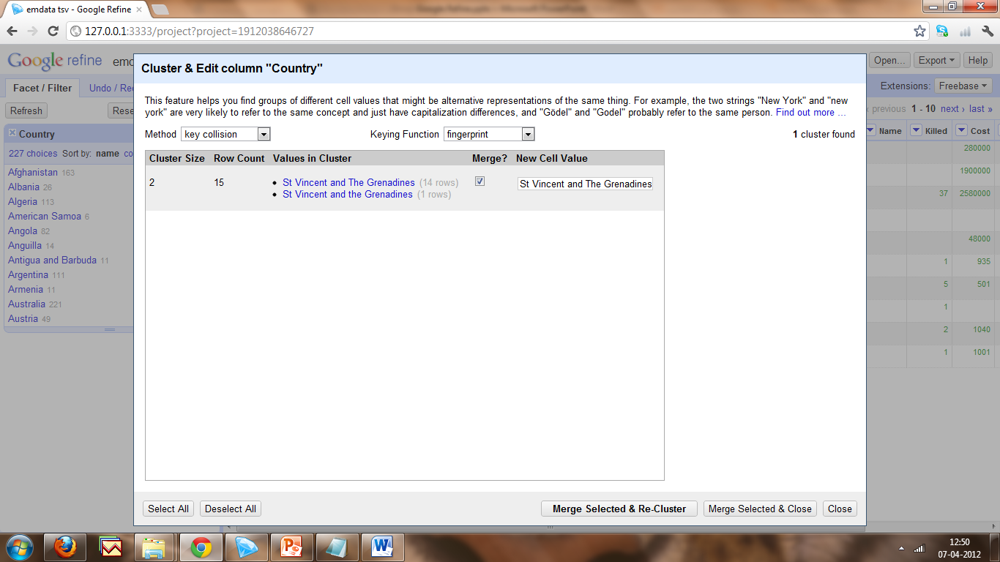 emdata tsv - Google Refine
127.0.0.1:3333/project?project=1912038646727
Google refine emd
Open... Export Help
Facet / Filter Undo / Re
Extensions: Freebase
Refresh Rese
previous 1 - 10 next › last »
Country
Name Killed Cost
227 choices Sort by: name co
Afghanistan 163
Albania 26
Algeria 113
American Samoa 6
Angola 82
Anguilla 14
Antigua and Barbuda 11
Argentina 111
Armenia 11
Australia 221
Austria 49
280000
1900000
37 2580000
48000
1 935
5 501
1
2 1040
1 1001
Cluster & Edit column "Country"
This feature helps you find groups of different cell values that might be alternative representations of the same thing. For example, the two strings "New York" and "new
york" are very likely to refer to the same concept and just have capitalization differences, and "Gödel" and "Godel" probably refer to the same person. Find out more ...
Method key collision Keying Function fingerprint 1 cluster found
Cluster Size Row Count Values in Cluster Merge? New Cell Value
2 15 • St Vincent and The Grenadines (14 rows) St Vincent and The Grenadines
• St Vincent and the Grenadines (1 rows)
Select All Deselect All Merge Selected & Re-Cluster Merge Selected & Close Close
12:50
07-04-2012